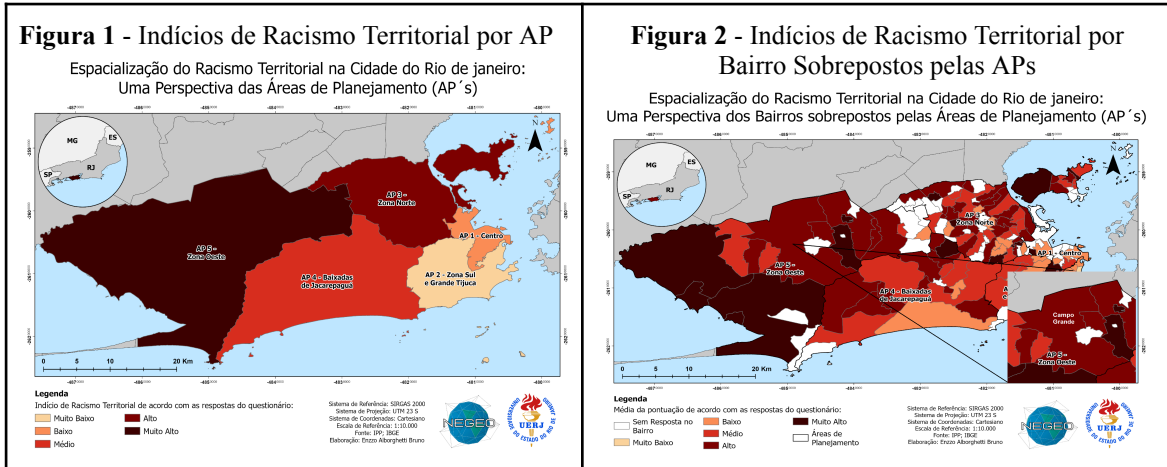 Figura 1 - Indícios de Racismo Territorial por AP
Espacialização do Racismo Territorial na Cidade do Rio de janeiro:
Uma Perspectiva das Áreas de Planejamento (AP´s)
MG
ES
RJ
SP
N
AP 3 -
Zona Norte
AP 1 - Centro
AP 5 -
Zona Oeste
AP 4 - Baixadas
de Jacarepaguá
AP 2 - Zona Sul
e Grande Tijuca
0 5 10 20 Km
Legenda
Indício de Racismo Territorial de acordo com as respostas do questionário:
Muito Baixo
Baixo
Médio
Alto
Muito Alto
Sistema de Referência: SIRGAS 2000
Sistema de Projeção: UTM 23 S
Sistema de Coordenadas: Cartesiano
Escala de Referência: 1:10.000
Fonte: IPP; IBGE
Elaboração: Enzzo Alborghetti Bruno
NEGEO
UERJ
Figura 2 - Indícios de Racismo Territorial por
Bairro Sobrepostos pelas APs
Espacialização do Racismo Territorial na Cidade do Rio de janeiro:
Uma Perspectiva dos Bairros sobrepostos pelas Áreas de Planejamento (AP´s)
MG
ES
RJ
SP
N
AP 3 -
Zona Norte
AP 1 - Centro
AP 5 -
Zona Oeste
AP 4 - Baixadas
de Jacarepaguá
Campo
Grande
AP 5 -
Zona Oeste
0 5 10 20 Km
Legenda
Média da pontuação de acordo com as respostas do questionário:
Sem Resposta no
Bairro
Muito Baixo
Baixo
Médio
Alto
Muito Alto
Áreas de
Planejamento
Sistema de Referência: SIRGAS 2000
Sistema de Projeção: UTM 23 S
Sistema de Coordenadas: Cartesiano
Escala de Referência: 1:10.000
Fonte: IPP; IBGE
Elaboração: Enzzo Alborghetti Bruno
NEGEO
UERJ